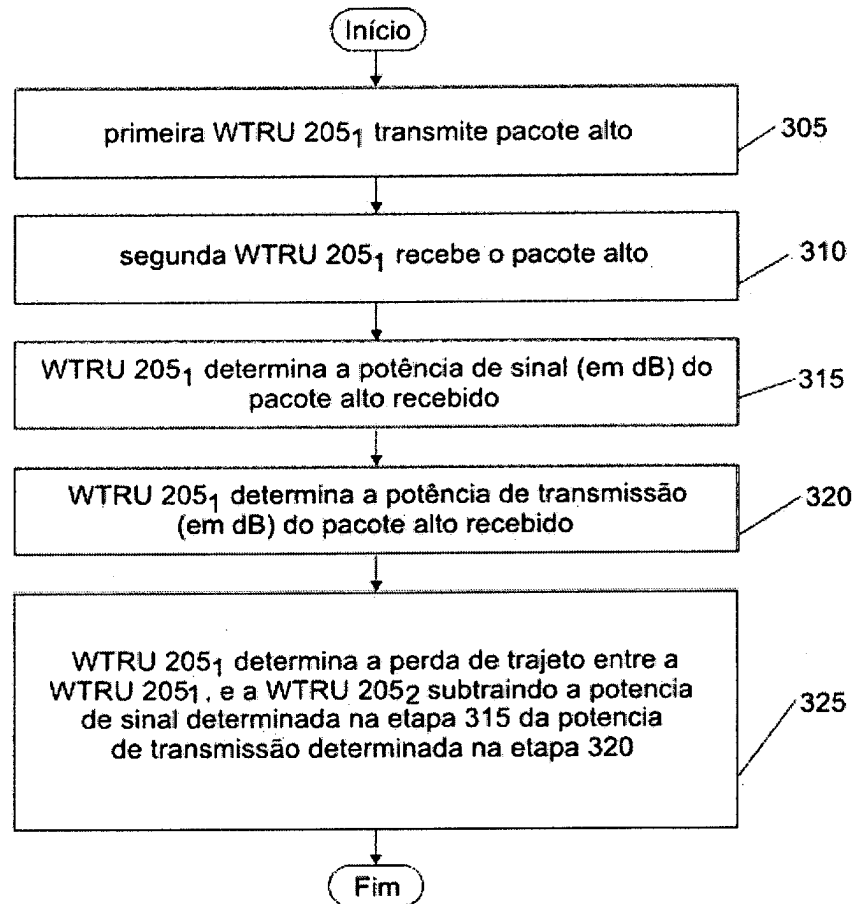 Início
primeira WTRU 205₁ transmite pacote alto
305
segunda WTRU 205₁ recebe o pacote alto
310
WTRU 205₁ determina a potência de sinal (em dB) do
pacote alto recebido
315
WTRU 205₁ determina a potência de transmissão
(em dB) do pacote alto recebido
320
WTRU 205₁ determina a perda de trajeto entre a
WTRU 205₁, e a WTRU 205₂ subtraindo a potencia
de sinal determinada na etapa 315 da potencia
de transmissão determinada na etapa 320
325
Fim